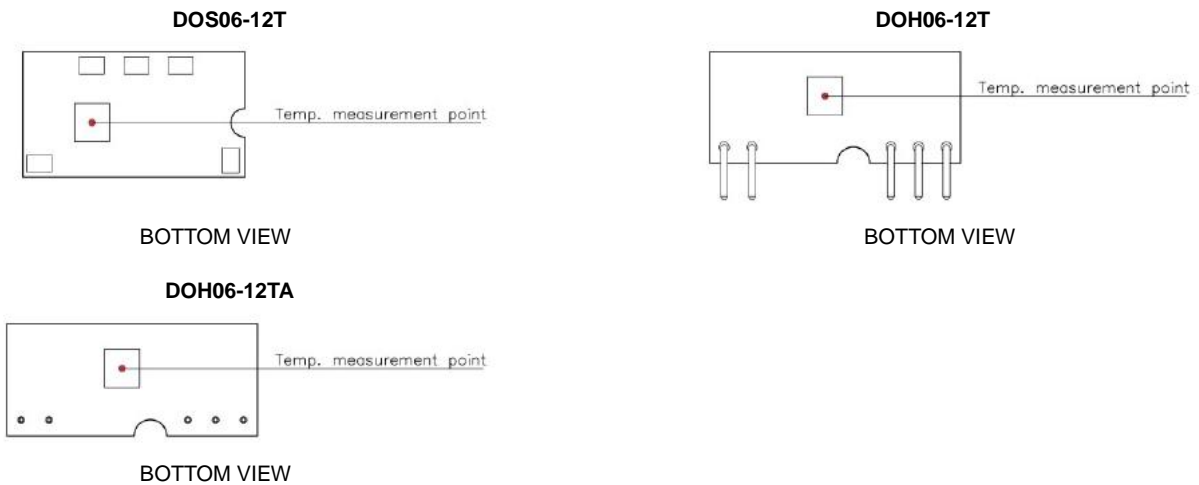 DOS06-12T
Temp. measurement point
BOTTOM VIEW
DOH06-12T
Temp. measurement point
BOTTOM VIEW
DOH06-12TA
Temp. measurement point
BOTTOM VIEW